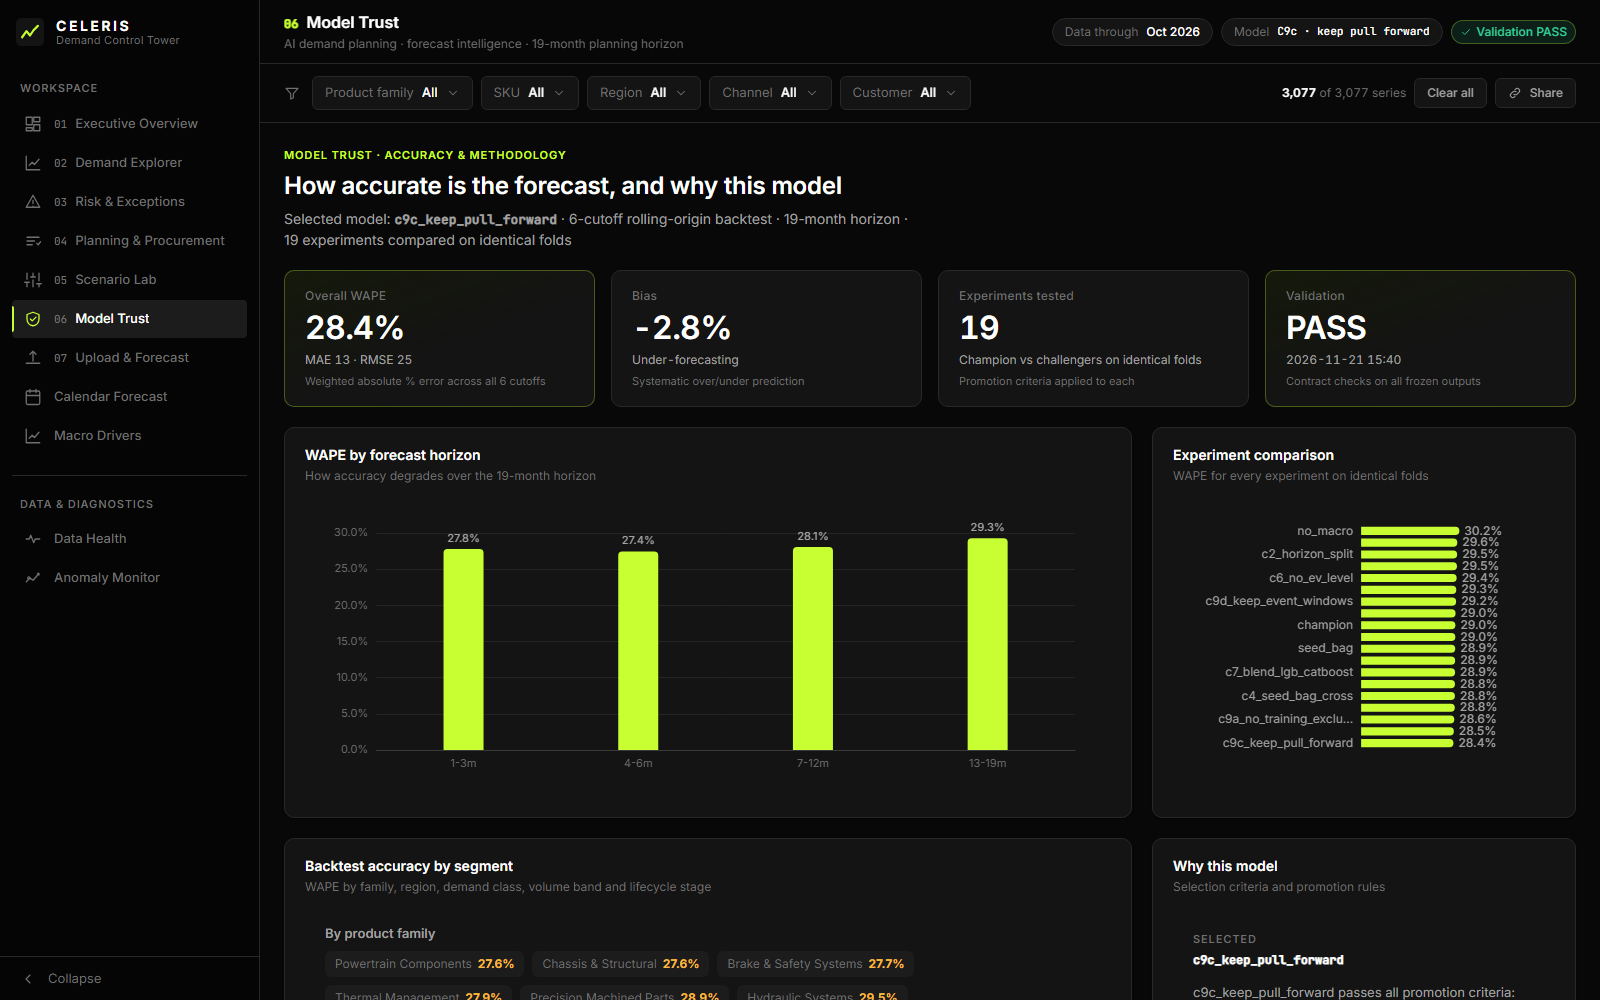 CELERIS
Demand Control Tower
WORKSPACE
01 Executive Overview
02 Demand Explorer
03 Risk & Exceptions
04 Planning & Procurement
05 Scenario Lab
06 Model Trust
07 Upload & Forecast
Calendar Forecast
Macro Drivers
DATA & DIAGNOSTICS
Data Health
Anomaly Monitor
Collapse
06 Model Trust
AI demand planning · forecast intelligence · 19-month planning horizon
Data through Oct 2026
Model C9c · keep pull forward
Validation PASS
Product family All
SKU All
Region All
Channel All
Customer All
3,077 of 3,077 series
Clear all
Share
MODEL TRUST · ACCURACY & METHODOLOGY
How accurate is the forecast, and why this model
Selected model: c9c_keep_pull_forward · 6-cutoff rolling-origin backtest · 19-month horizon ·
19 experiments compared on identical folds
Overall WAPE
28.4%
MAE 13 · RMSE 25
Weighted absolute % error across all 6 cutoffs
Bias
-2.8%
Under-forecasting
Systematic over/under prediction
Experiments tested
19
Champion vs challengers on identical folds
Promotion criteria applied to each
Validation
PASS
2026-11-21 15:40
Contract checks on all frozen outputs
WAPE by forecast horizon
How accuracy degrades over the 19-month horizon
30.0%
25.0%
20.0%
15.0%
10.0%
5.0%
0.0%
27.8%
27.4%
28.1%
29.3%
1-3m
4-6m
7-12m
13-19m
Experiment comparison
WAPE for every experiment on identical folds
no_macro 30.2%
29.6%
c2_horizon_split 29.5%
29.5%
c6_no_ev_level 29.4%
29.3%
c9d_keep_event_windows 29.2%
29.0%
champion 29.0%
29.0%
seed_bag 28.9%
28.9%
c7_blend_lgb_catboost 28.9%
28.8%
c4_seed_bag_cross 28.8%
28.8%
c9a_no_training_exclu... 28.6%
28.5%
c9c_keep_pull_forward 28.4%
Backtest accuracy by segment
WAPE by family, region, demand class, volume band and lifecycle stage
By product family
Powertrain Components 27.6%
Chassis & Structural 27.6%
Brake & Safety Systems 27.7%
Thermal Management 27.9%
Precision Machined Parts 28.9%
Hydraulic Systems 29.5%
Why this model
Selection criteria and promotion rules
SELECTED
c9c_keep_pull_forward
c9c_keep_pull_forward passes all promotion criteria: